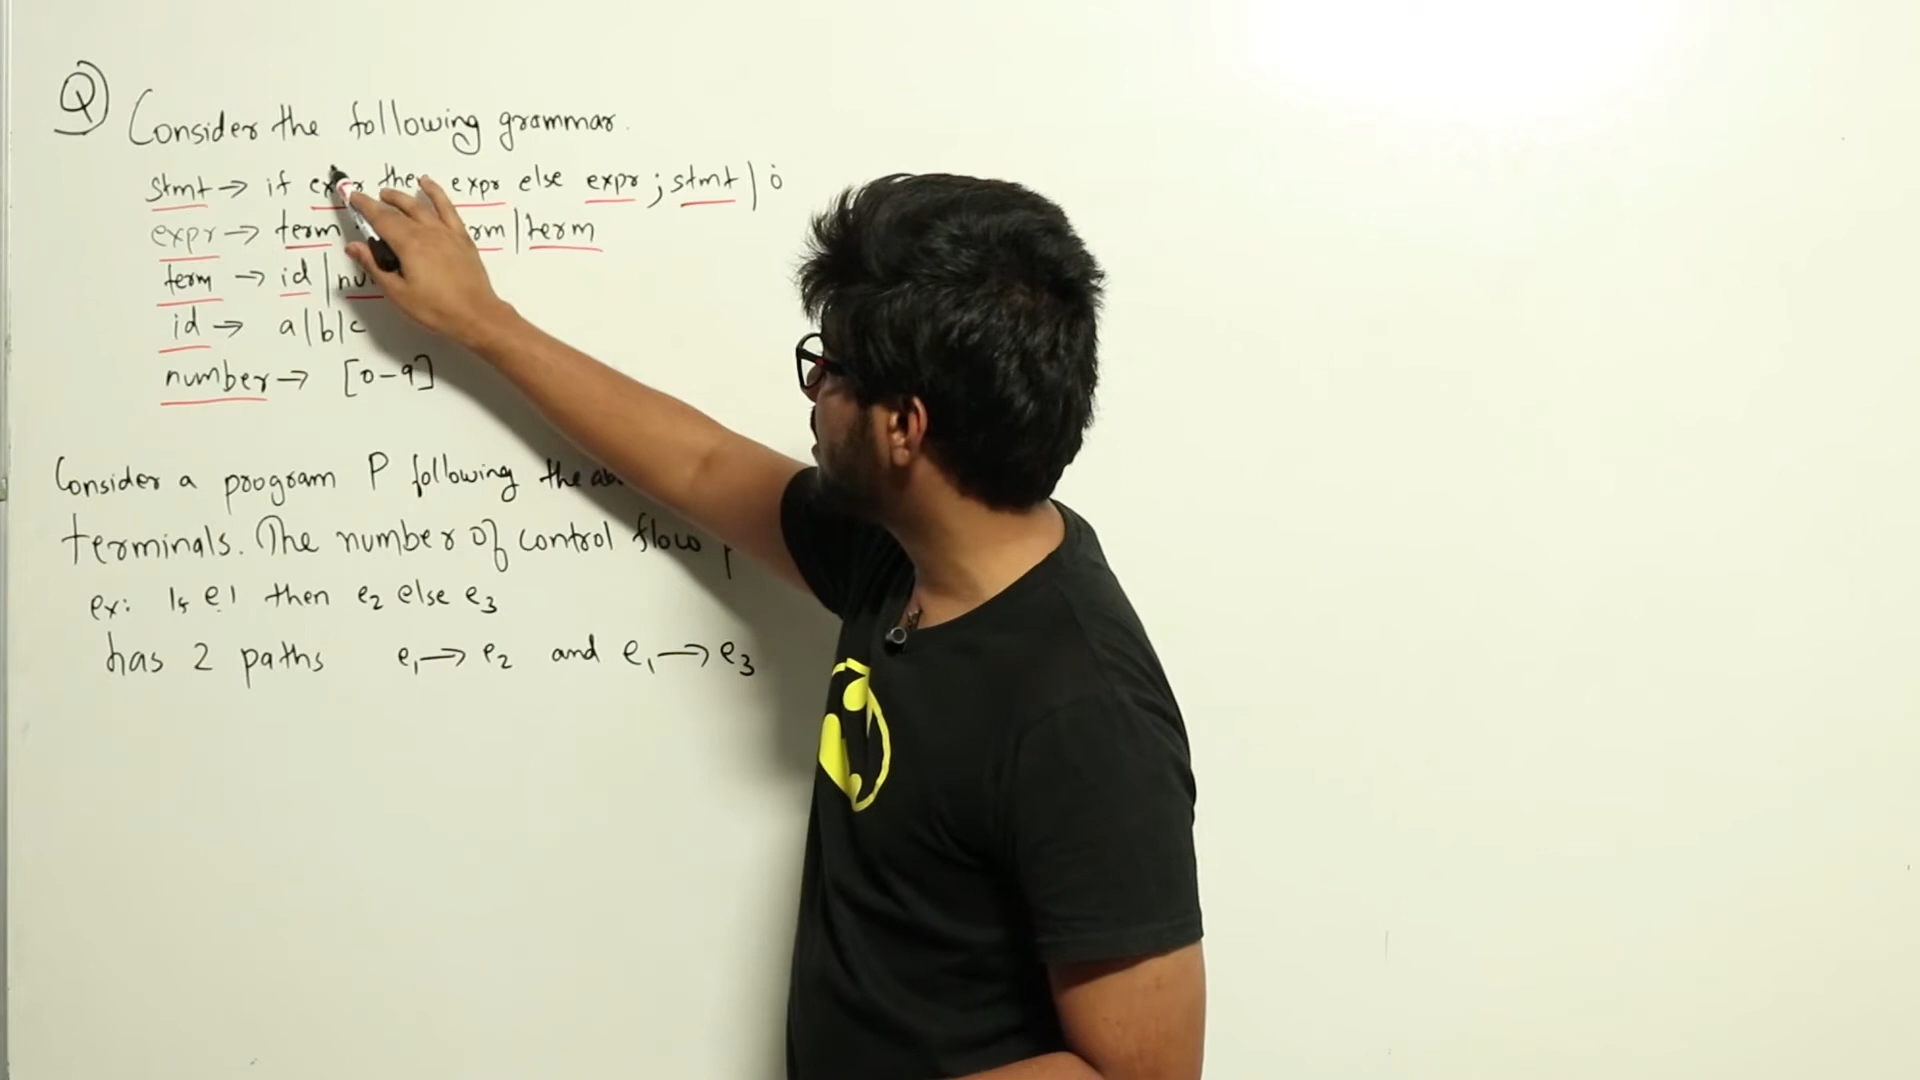 Q
Consider the following grammar.
stmt → if expr then expr else expr ; stmt | ȯ
expr → term term | term
term → id |
id → a|b|c
number → [0-9]
Consider a program P following the
terminals. The number of control flow
ex: If e1 then e2 else e3
has 2 paths e1 → e2 and e1 → e3